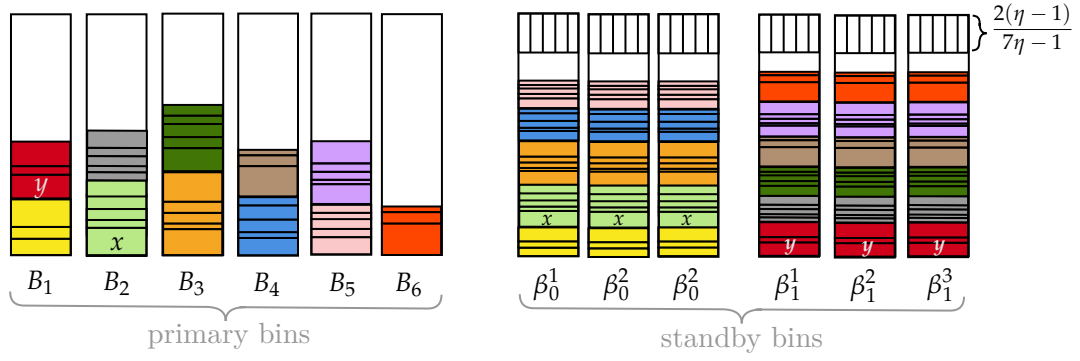 2(η − 1)
7η − 1
y
x
x x x
y y y
B₁ B₂ B₃ B₄ B₅ B₆ β₀¹ β₀² β₀² β₁¹ β₁² β₁³
primary bins standby bins